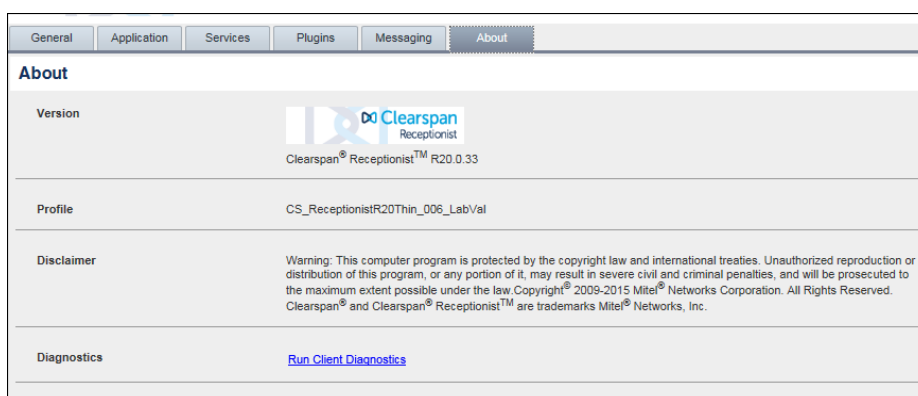 General Application Services Plugins Messaging About
About
Version
Clearspan
Receptionist
Clearspan® Receptionist™ R20.0.33
Profile CS_ReceptionistR20Thin_006_LabVal
Disclaimer Warning: This computer program is protected by the copyright law and international treaties. Unauthorized reproduction or
distribution of this program, or any portion of it, may result in severe civil and criminal penalties, and will be prosecuted to
the maximum extent possible under the law.Copyright® 2009-2015 Mitel® Networks Corporation. All Rights Reserved.
Clearspan® and Clearspan® Receptionist™ are trademarks Mitel® Networks, Inc.
Diagnostics Run Client Diagnostics